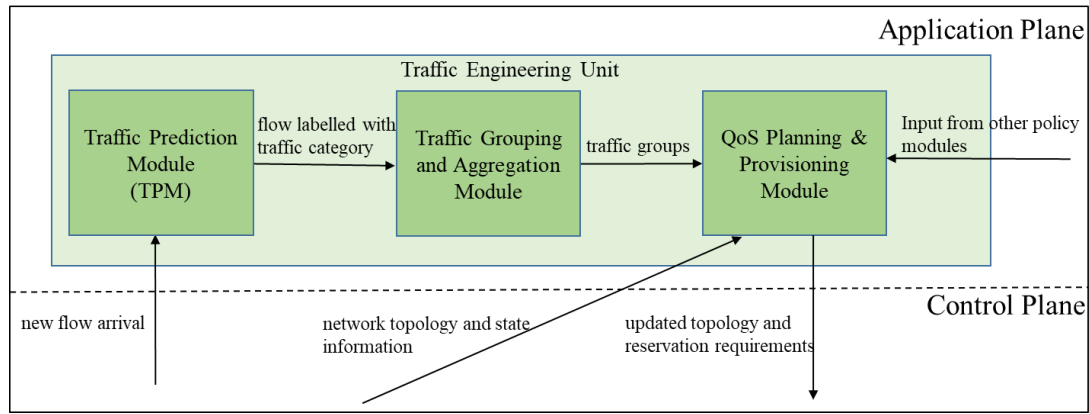 Application Plane
Traffic Engineering Unit
Traffic Prediction
Module
(TPM)
flow labelled with
traffic category
Traffic Grouping
and Aggregation
Module
traffic groups
QoS Planning &
Provisioning
Module
Input from other policy
modules
Control Plane
new flow arrival
network topology and state
information
updated topology and
reservation requirements